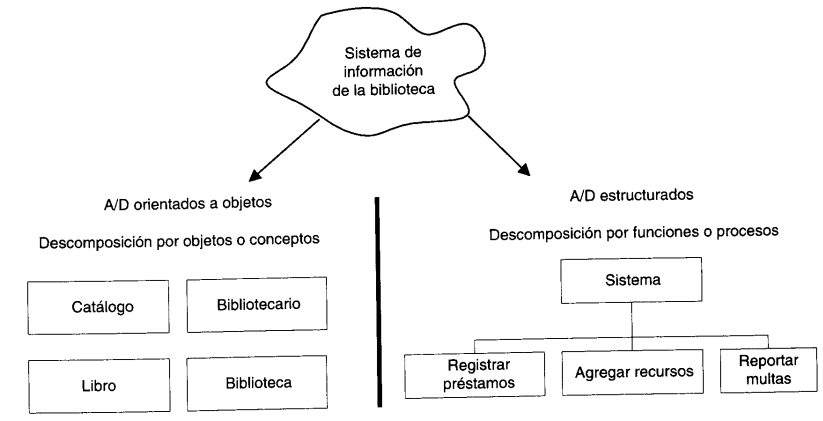 Sistema de
información
de la biblioteca
A/D orientados a objetos
Descomposición por objetos o conceptos
Catálogo
Bibliotecario
Libro
Biblioteca
A/D estructurados
Descomposición por funciones o procesos
Sistema
Registrar
préstamos
Agregar recursos
Reportar
multas